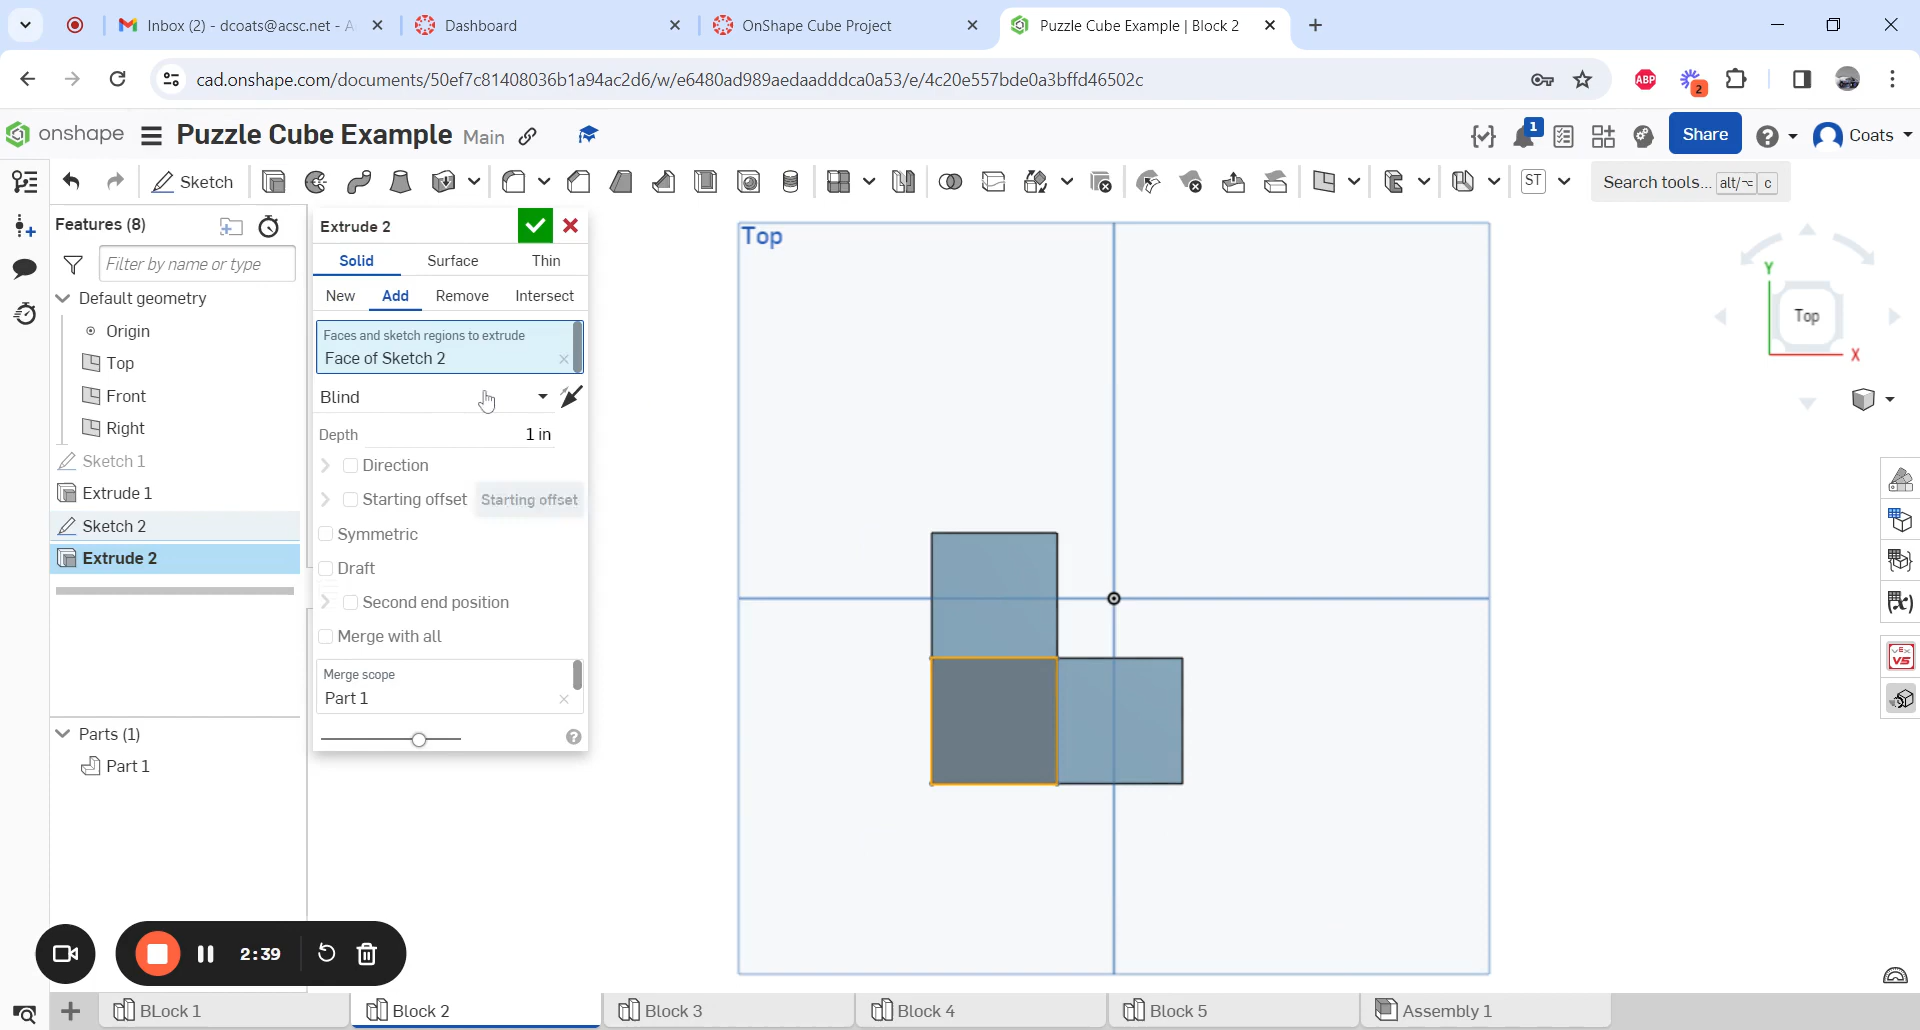 Inbox (2) - dcoats@acsc.net - A
Dashboard
OnShape Cube Project
Puzzle Cube Example | Block 2
cad.onshape.com/documents/50ef7c81408036b1a94ac2d6/w/e6480ad989aedaadddca0a53/e/4c20e557bde0a3bffd46502c
ABP
2
onshape
Puzzle Cube Example
Main
1
Share
Coats
Sketch
ST
Search tools... alt/⌥ c
Features (8)
Filter by name or type
Default geometry
Origin
Top
Front
Right
Sketch 1
Extrude 1
Sketch 2
Extrude 2
Parts (1)
Part 1
Extrude 2
Solid
Surface
Thin
New
Add
Remove
Intersect
Faces and sketch regions to extrude
Face of Sketch 2
Blind
Depth
1 in
Direction
Starting offset
Starting offset
Symmetric
Draft
Second end position
Merge with all
Merge scope
Part 1
Top
Y
Top
X
(x)
VEX
V5
2:39
BLock 1
Block 2
Block 3
Block 4
Block 5
Assembly 1